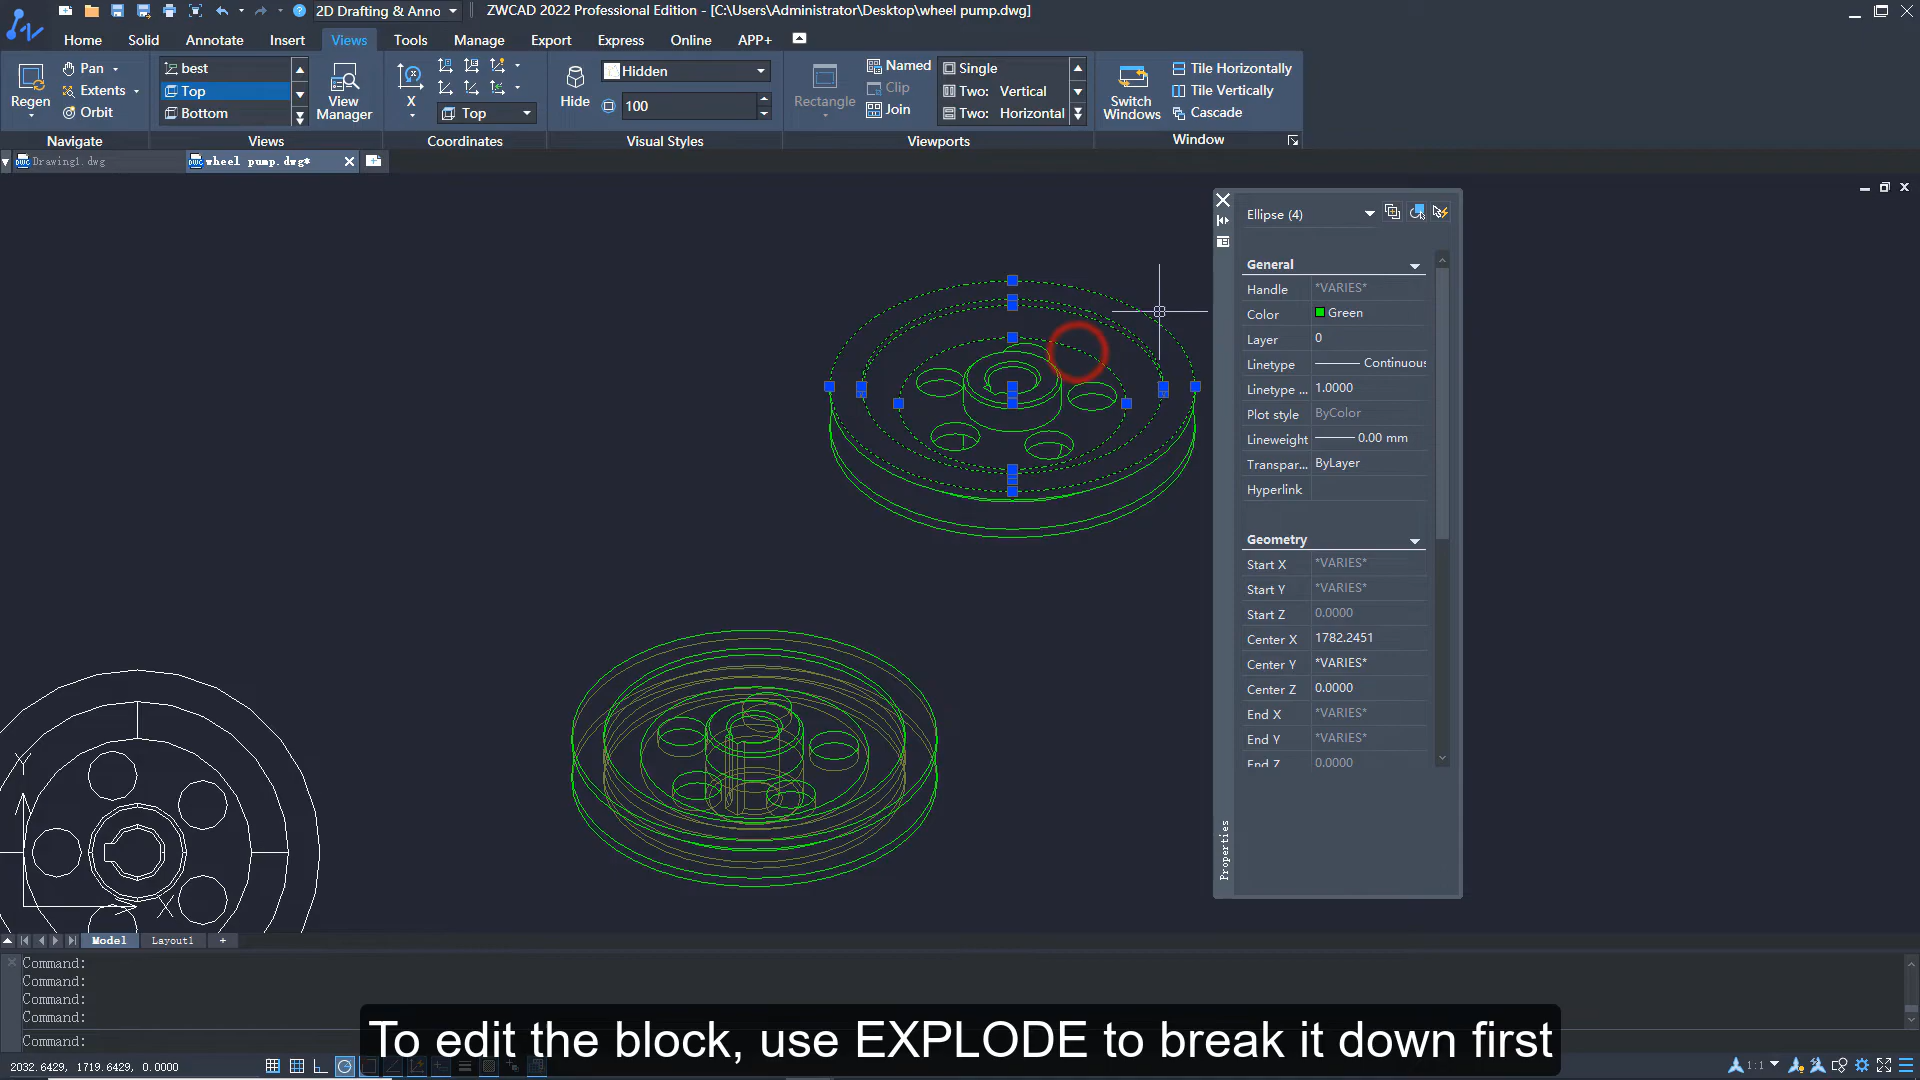 2D Drafting & Anno
ZWCAD 2022 Professional Edition - [C:\Users\Administrator\Desktop\wheel pump.dwg]
Home Solid Annotate Insert Views Tools Manage Export Express Online APP+
Regen
Pan
Extents
Orbit
Navigate
best
Top
Bottom
View
Manager
Views
X
Top
Coordinates
Hide
Hidden
100
Visual Styles
Rectangle
Named
Clip
Join
Single
Two: Vertical
Two: Horizontal
Viewports
Switch
Windows
Tile Horizontally
Tile Vertically
Cascade
Window
Drawing1.dwg
wheel pump.dwg*
Ellipse (4)
General
Handle *VARIES*
Color Green
Layer 0
Linetype Continuous
Linetype ... 1.0000
Plot style ByColor
Lineweight 0.00 mm
Transpar... ByLayer
Hyperlink
Geometry
Start X *VARIES*
Start Y *VARIES*
Start Z 0.0000
Center X 1782.2451
Center Y *VARIES*
Center Z 0.0000
End X *VARIES*
End Y *VARIES*
End Z 0.0000
Properties
Y
X
Model Layout1 +
Command:
Command:
Command:
Command:
Command:
To edit the block, use EXPLODE to break it down first
2032.6429, 1719.6429, 0.0000
1:1